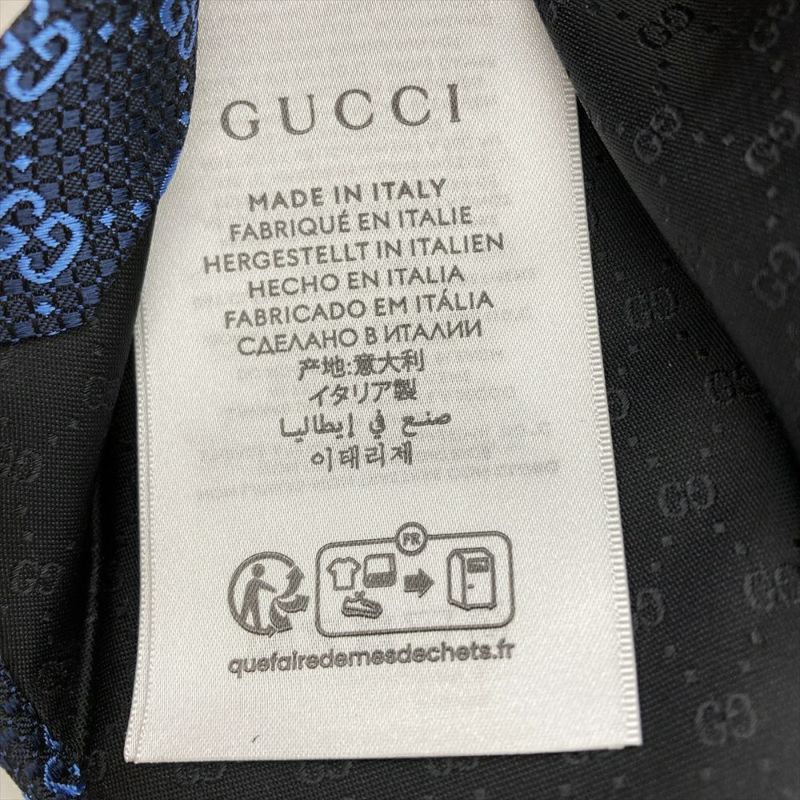 GUCCI
MADE IN ITALY
FABRIQUÉ EN ITALIE
HERGESTELLT IN ITALIEN
HECHO EN ITALIA
FABRICADO EM ITÁLIA
СДЕЛАНО В ИТАЛИИ
产地:意大利
イタリア製
صنع في إيطاليا
이태리제
FR
quefairedemesdechets.fr